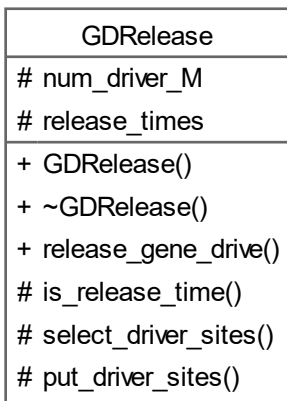 GDRelease
# num_driver_M
# release_times
+ GDRelease()
+ ~GDRelease()
+ release_gene_drive()
# is_release_time()
# select_driver_sites()
# put_driver_sites()